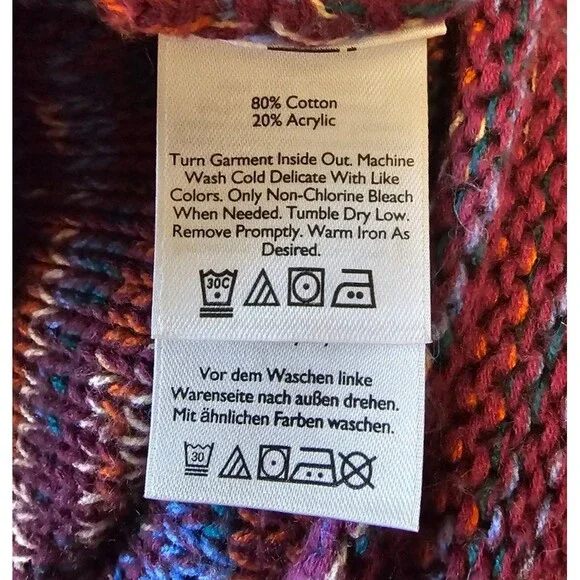 80% Cotton
20% Acrylic
Turn Garment Inside Out. Machine
Wash Cold Delicate With Like
Colors. Only Non-Chlorine Bleach
When Needed. Tumble Dry Low.
Remove Promptly. Warm Iron As
Desired.
30C
Vor dem Waschen linke
Warenseite nach außen drehen.
Mit ähnlichen Farben waschen.
30